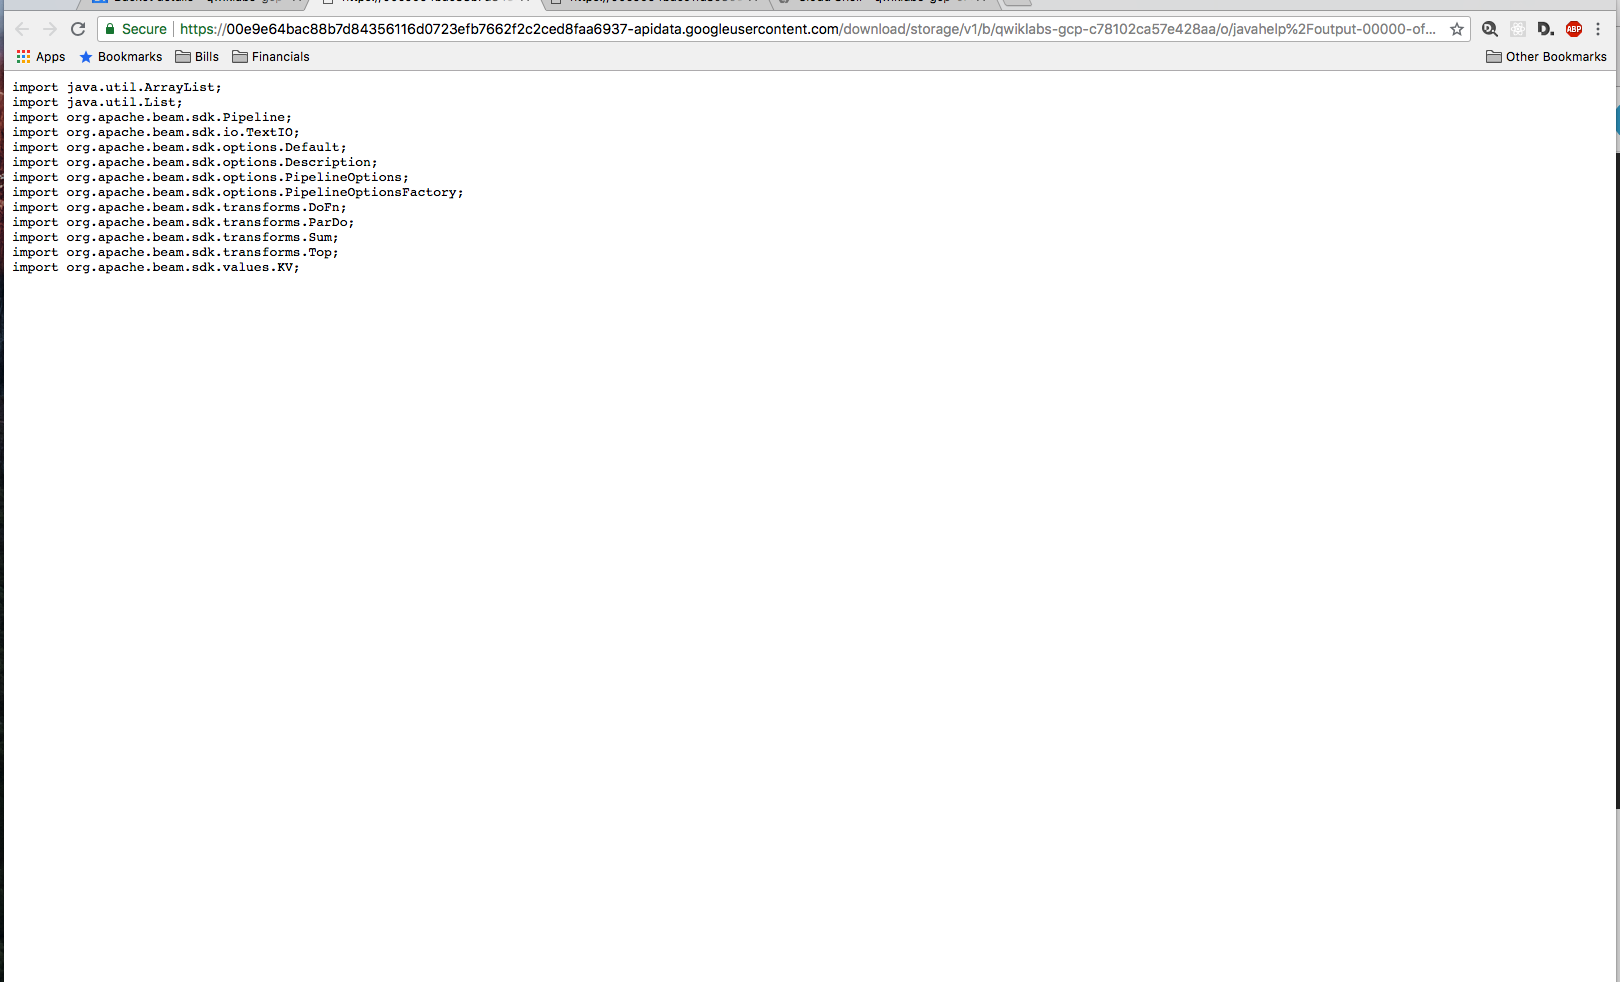 Secure https://00e9e64bac88b7d84356116d0723efb7662f2c2ced8faa6937-apidata.googleusercontent.com/download/storage/v1/b/qwiklabs-gcp-c78102ca57e428aa/o/javahelp%2Foutput-00000-of... D. ABP
Apps Bookmarks Bills Financials Other Bookmarks
import java.util.ArrayList;
import java.util.List;
import org.apache.beam.sdk.Pipeline;
import org.apache.beam.sdk.io.TextIO;
import org.apache.beam.sdk.options.Default;
import org.apache.beam.sdk.options.Description;
import org.apache.beam.sdk.options.PipelineOptions;
import org.apache.beam.sdk.options.PipelineOptionsFactory;
import org.apache.beam.sdk.transforms.DoFn;
import org.apache.beam.sdk.transforms.ParDo;
import org.apache.beam.sdk.transforms.Sum;
import org.apache.beam.sdk.transforms.Top;
import org.apache.beam.sdk.values.KV;